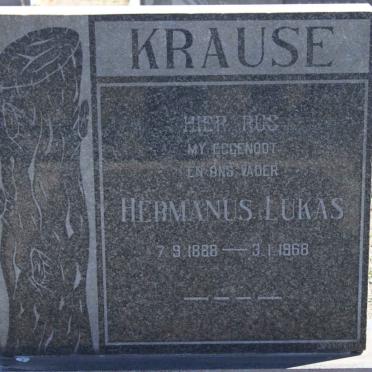 KRAUSE
HIER RUS
MY EGGENOOT
EN ONS VADER
HERMANUS LUKAS
7.9.1888 — 3.1.1968